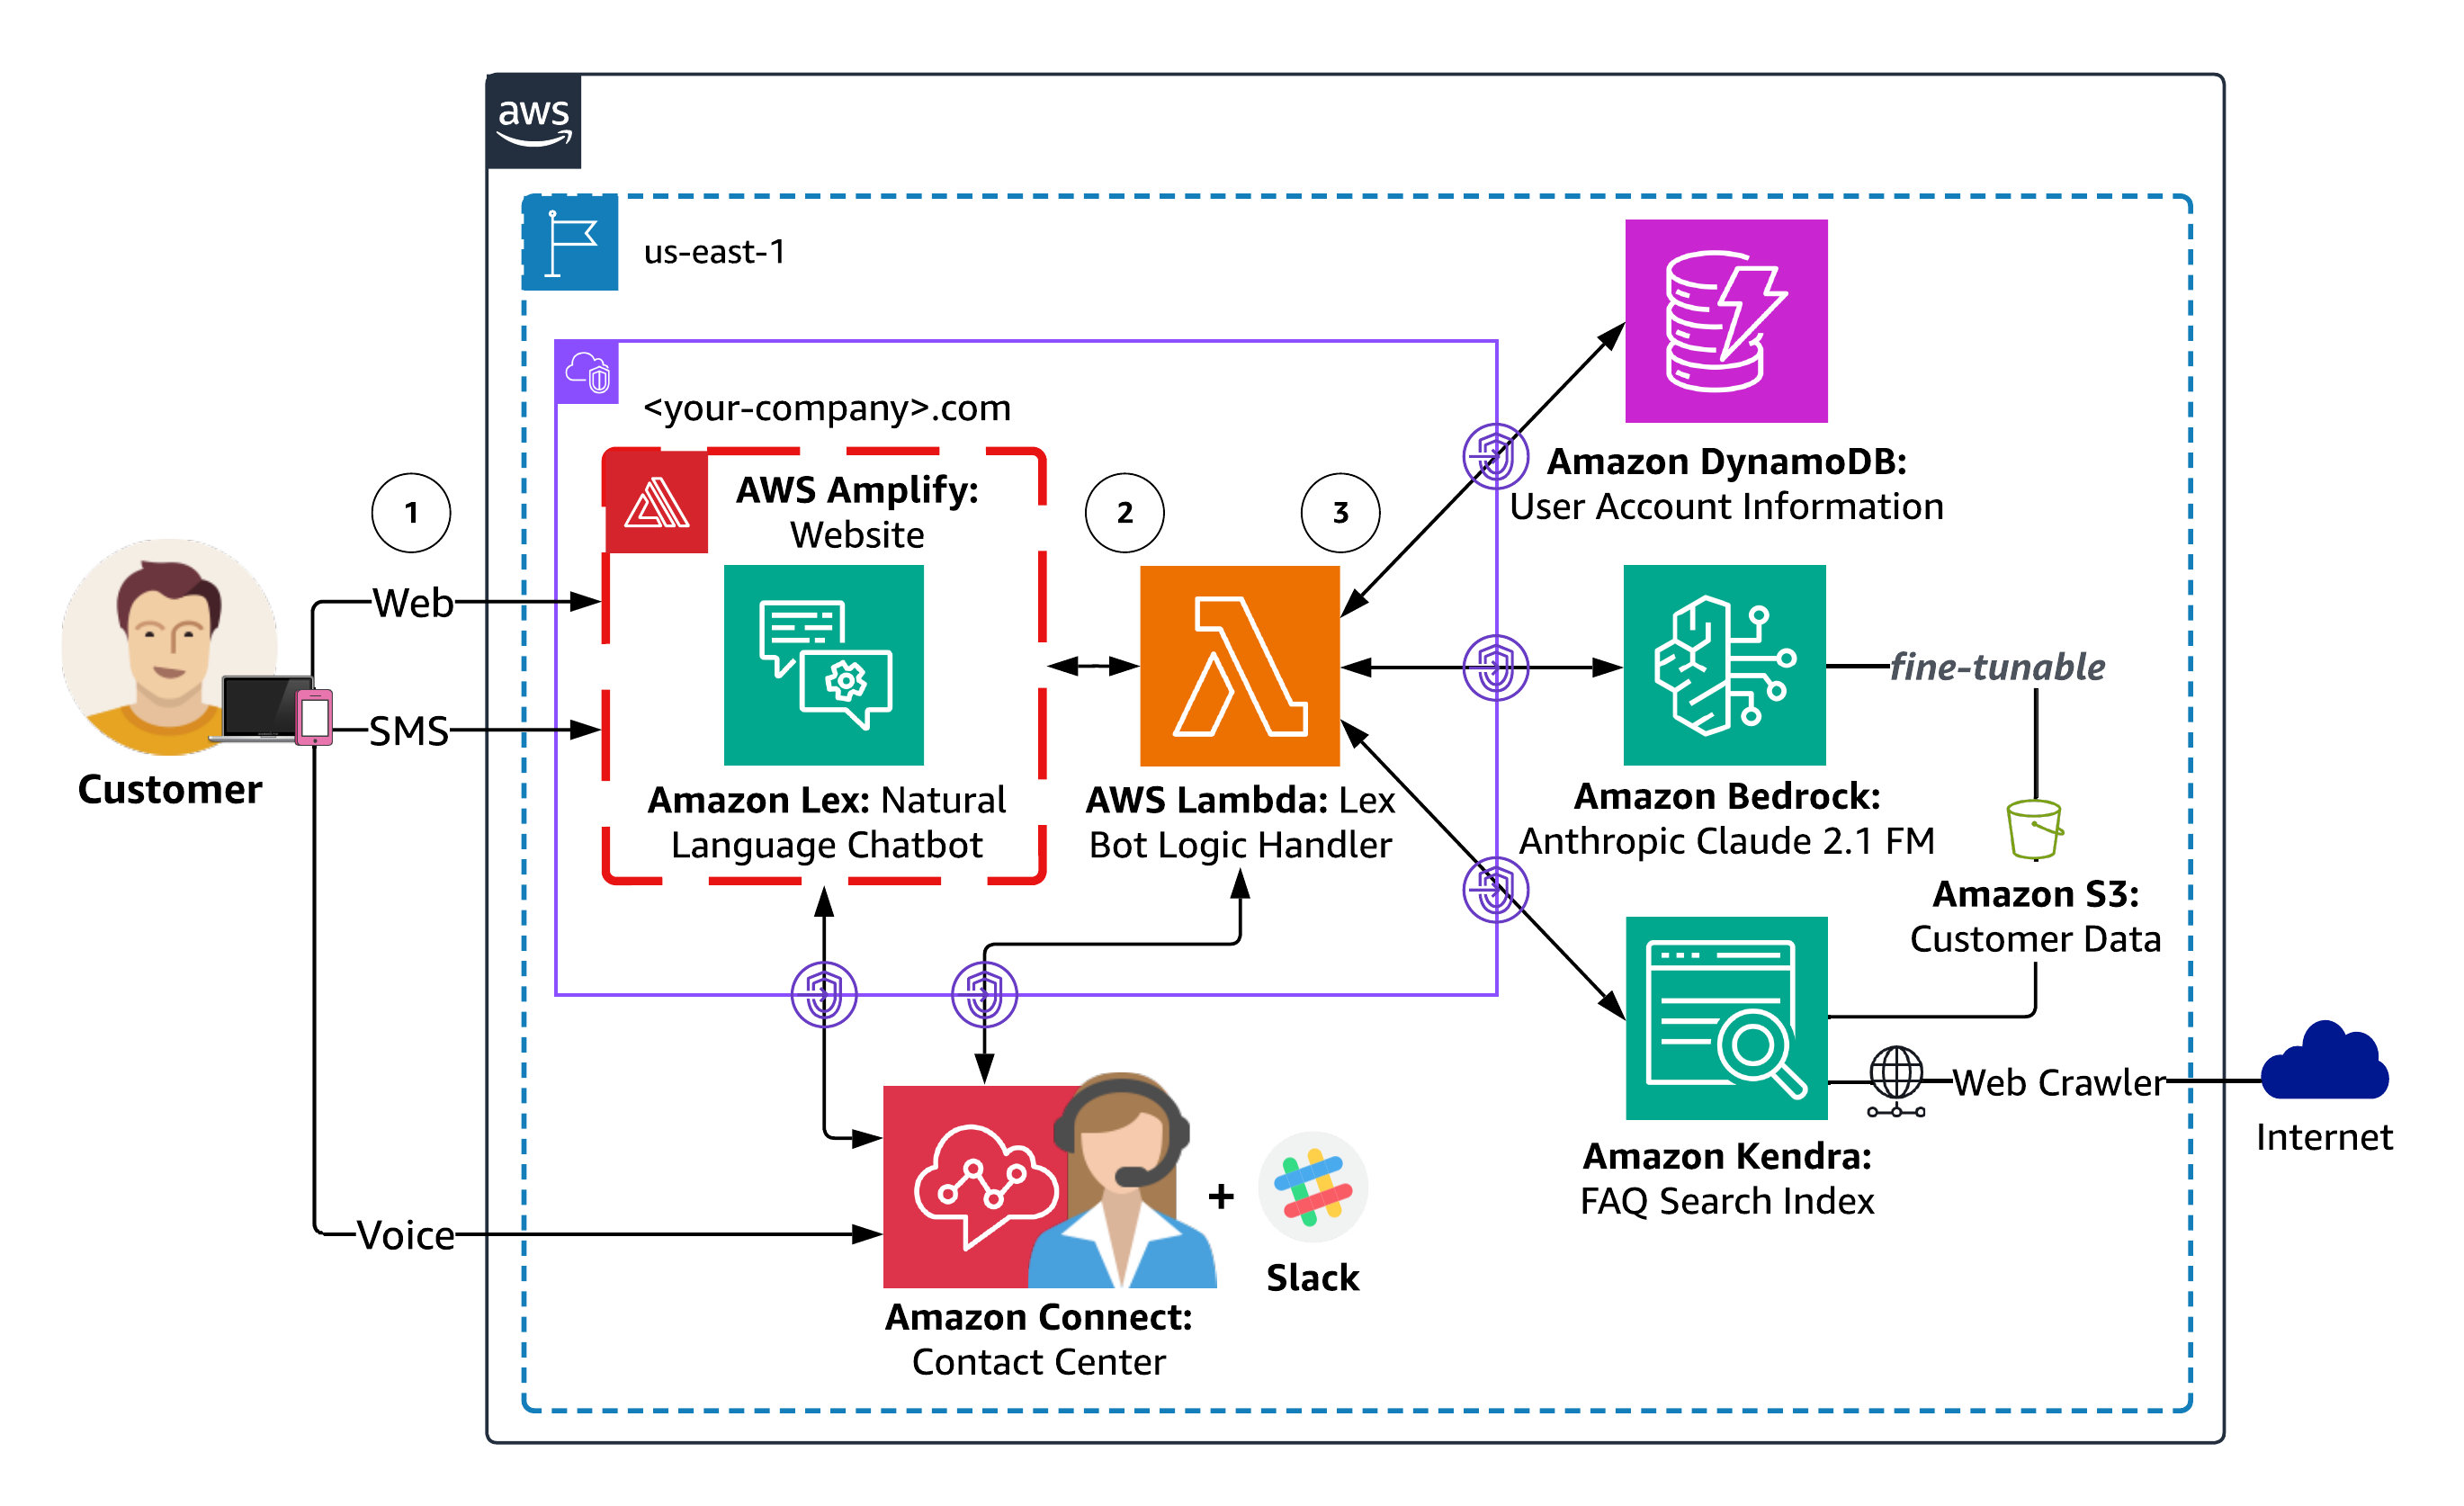 aws
us-east-1
<your-company>.com
1
AWS Amplify:
Website
2
3
Web
SMS
Customer
Amazon Lex: Natural
Language Chatbot
AWS Lambda: Lex
Bot Logic Handler
Amazon DynamoDB:
User Account Information
fine-tunable
Amazon Bedrock:
Anthropic Claude 2.1 FM
Amazon S3:
Customer Data
Web Crawler
Internet
Amazon Kendra:
FAQ Search Index
Voice
+
Slack
Amazon Connect:
Contact Center